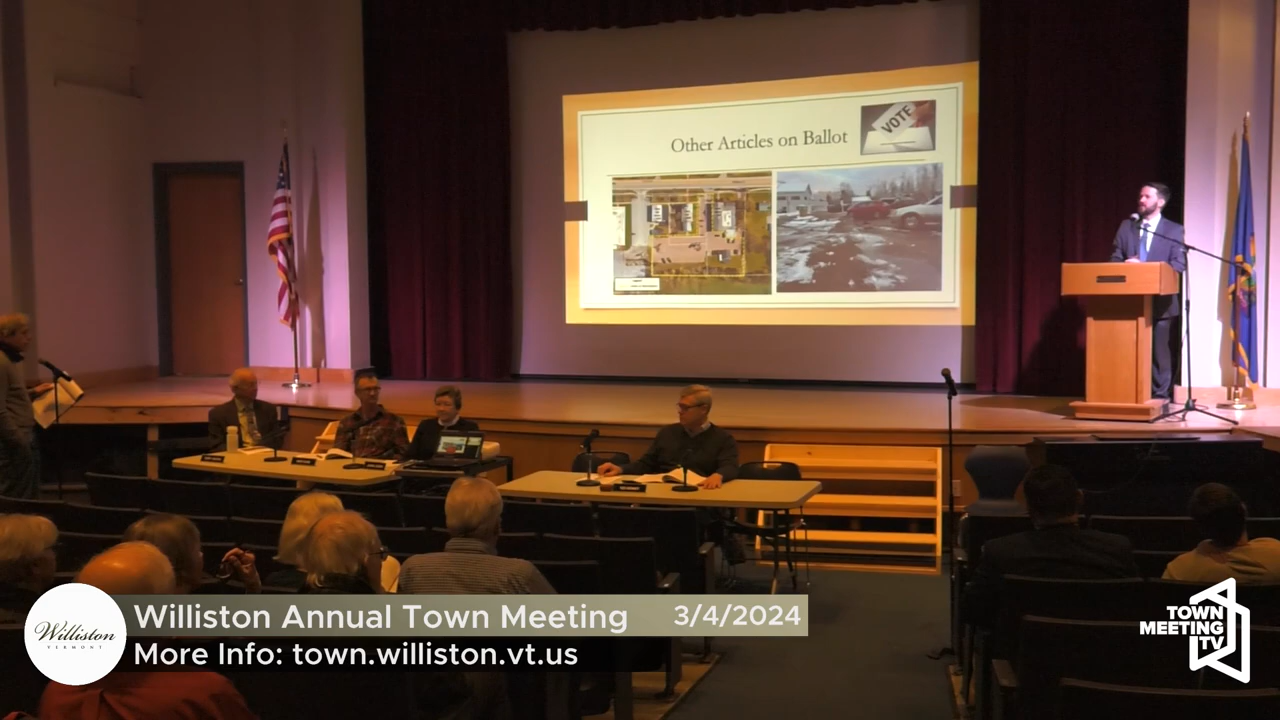 Other Articles on Ballot
VOTE
Williston
VERMONT
Williston Annual Town Meeting 3/4/2024
More Info: town.williston.vt.us
TOWN
MEETING
TV